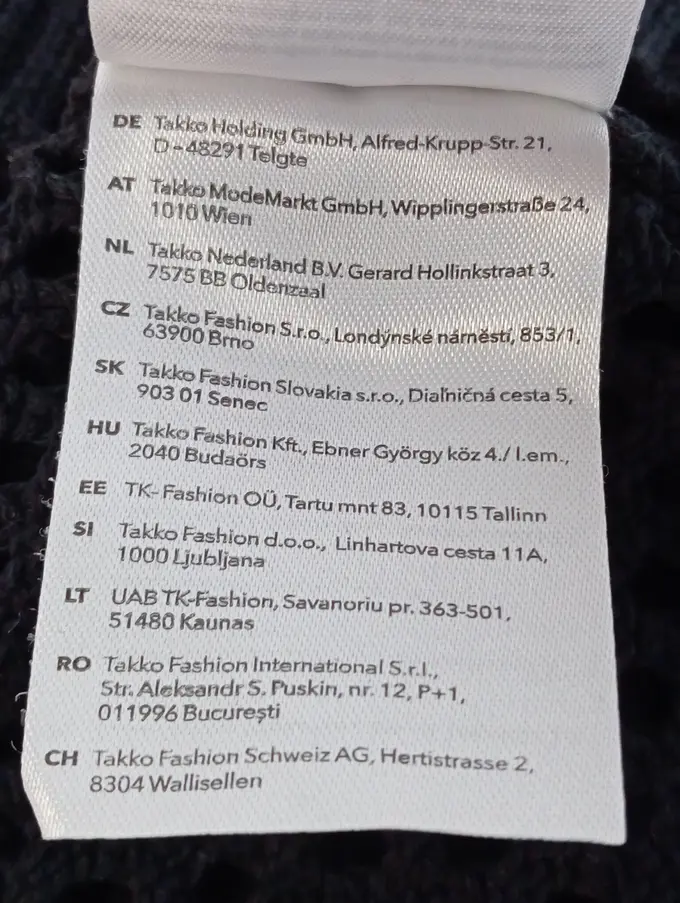 DE Takko Holding GmbH, Alfred-Krupp-Str. 21,
D-48291 Telgte
AT Takko ModeMarkt GmbH, Wipplingerstraße 24,
1010 Wien
NL Takko Nederland B.V. Gerard Hollinkstraat 3,
7575 BB Oldenzaal
CZ Takko Fashion S.r.o., Londýnské náměstí, 853/1,
63900 Brno
SK Takko Fashion Slovakia s.r.o., Diaľničná cesta 5,
903 01 Senec
HU Takko Fashion Kft., Ebner György köz 4./ I.em.,
2040 Budaörs
EE TK- Fashion OÜ, Tartu mnt 83, 10115 Tallinn
SI Takko Fashion d.o.o., Linhartova cesta 11A,
1000 Ljubljana
LT UAB TK-Fashion, Savanoriu pr. 363-501,
51480 Kaunas
RO Takko Fashion International S.r.l.,
Str. Aleksandr S. Puskin, nr. 12, P+1,
011996 Bucureşti
CH Takko Fashion Schweiz AG, Hertistrasse 2,
8304 Wallisellen